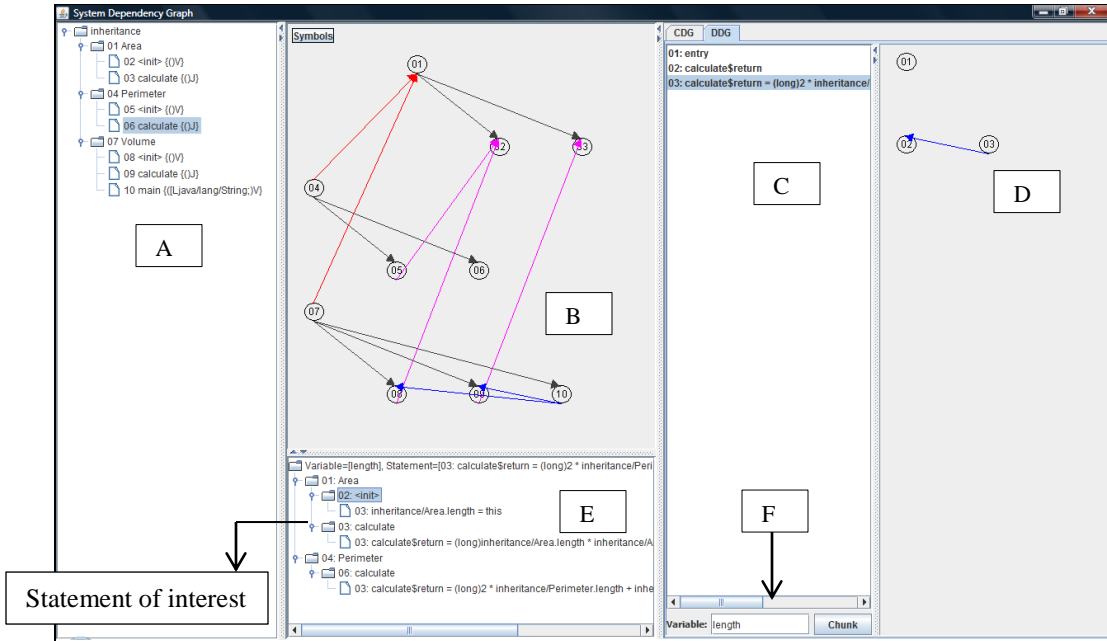 System Dependency Graph
inheritance
01 Area
02 <init> {()V}
03 calculate {()J}
04 Perimeter
05 <init> {()V}
06 calculate {()J}
07 Volume
08 <init> {()V}
09 calculate {()J}
10 main {([Ljava/lang/String;)V}
A
Symbols
01
02
03
04
05
06
07
08
09
10
B
Variable=[length], Statement=[03: calculate$return = (long)2 * inheritance/Peri
01: Area
02: <init>
03: inheritance/Area.length = this
03: calculate
03: calculate$return = (long)inheritance/Area.length * inheritance/A
04: Perimeter
06: calculate
03: calculate$return = (long)2 * inheritance/Perimeter.length + inhe
E
Statement of interest
CDG DDG
01: entry
02: calculate$return
03: calculate$return = (long)2 * inheritance/
C
F
Variable: length Chunk
01
02 03
D